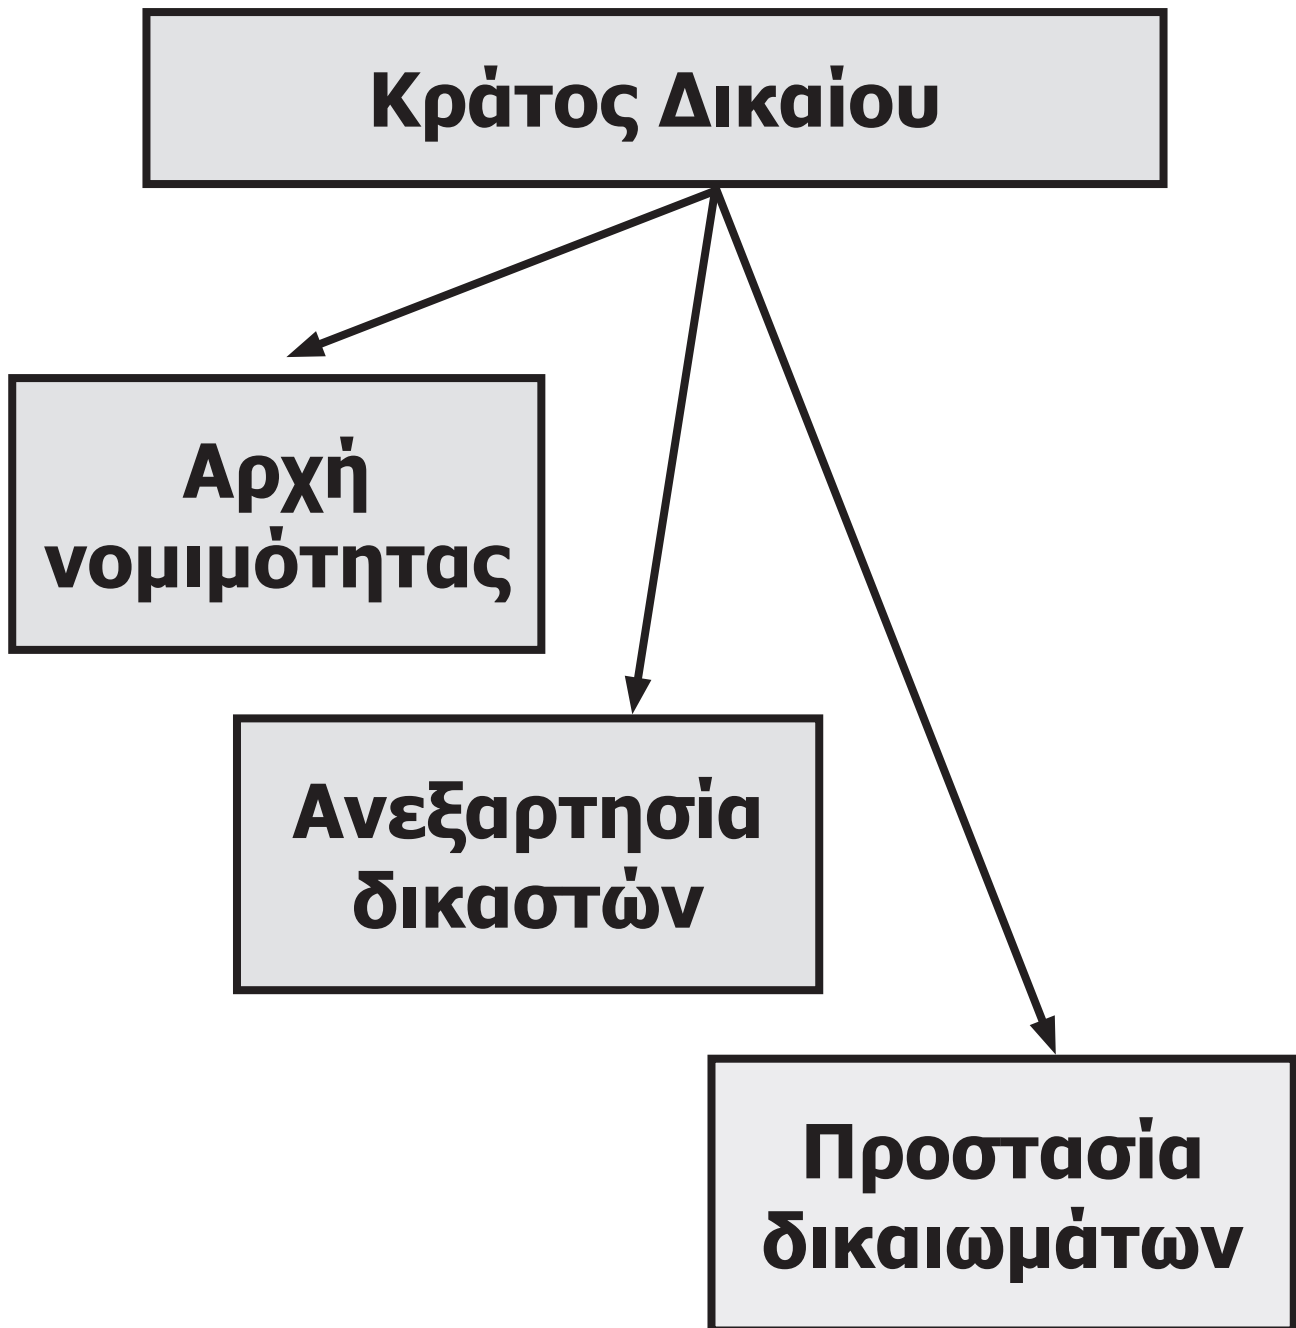 Κράτος Δικαίου
Αρχή
νομιμότητας
Ανεξαρτησία
δικαστών
Προστασία
δικαιωμάτων